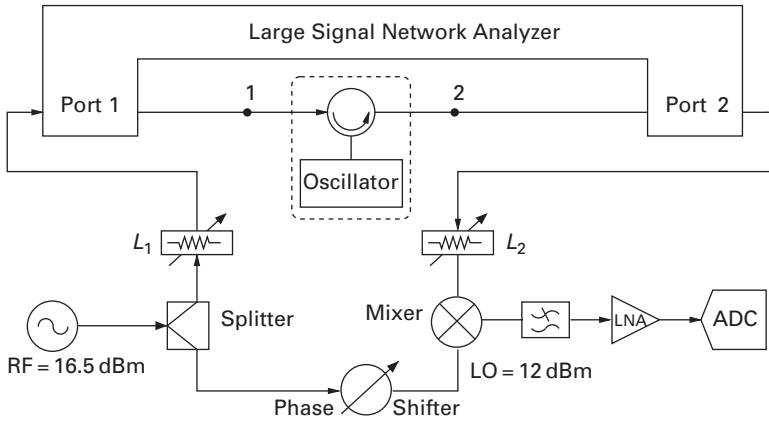 Large Signal Network Analyzer
Port 1
1
2
Port 2
Oscillator
L1
L2
Splitter
Mixer
LNA
ADC
RF = 16.5 dBm
LO = 12 dBm
Phase Shifter